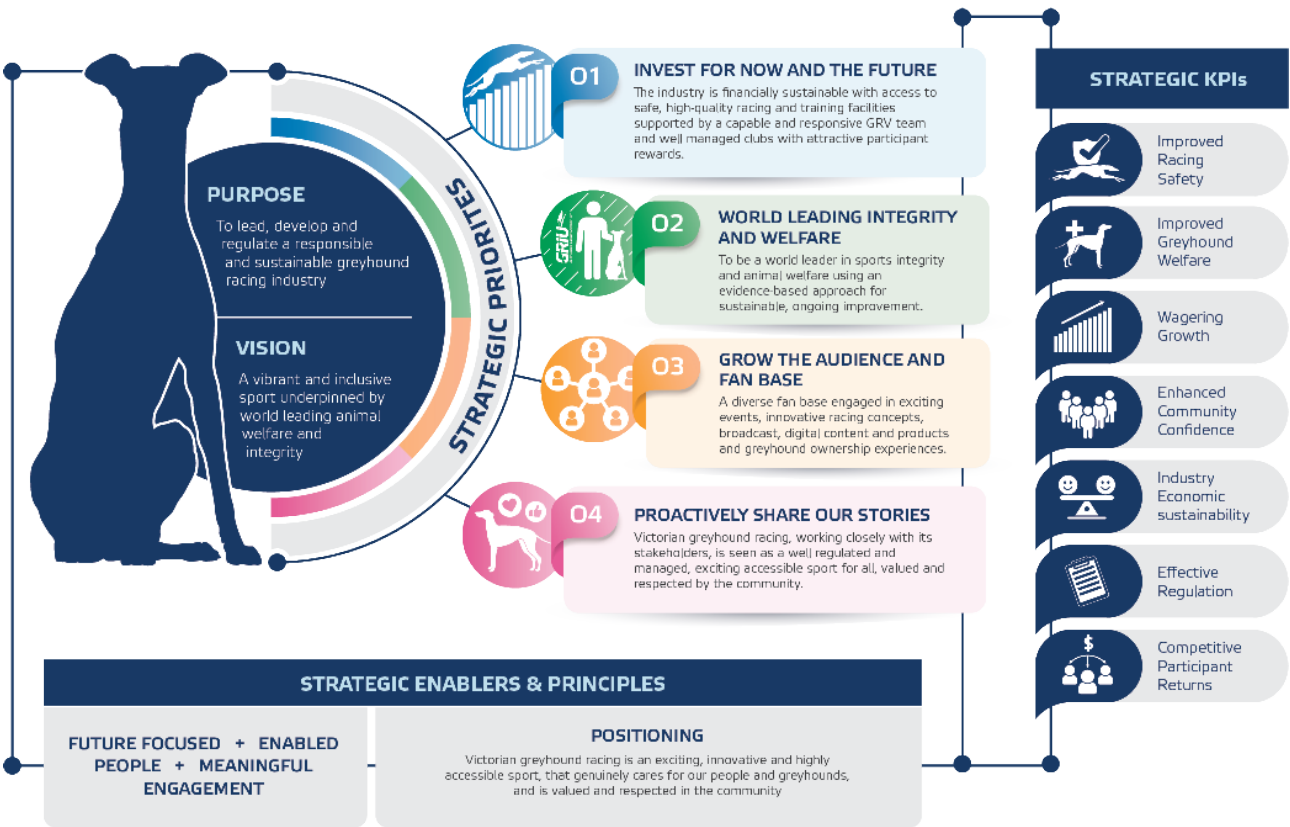 PURPOSE
To lead, develop and
regulate a responsible
and sustainable greyhound
racing industry
VISION
A vibrant and inclusive
sport underpinned by
world leading animal
welfare and
integrity
STRATEGIC PRIORITES
01
INVEST FOR NOW AND THE FUTURE
The industry is financially sustainable with access to
safe, high-quality racing and training facilities
supported by a capable and responsive GRV team
and well managed clubs with attractive participant
rewards.
GRIU
02
WORLD LEADING INTEGRITY
AND WELFARE
To be a world leader in sports integrity
and animal welfare using an
evidence-based approach for
sustainable, ongoing improvement.
03
GROW THE AUDIENCE AND
FAN BASE
A diverse fan base engaged in exciting
events, innovative racing concepts,
broadcast, digital content and products
and greyhound ownership experiences.
04
PROACTIVELY SHARE OUR STORIES
Victorian greyhound racing, working closely with its
stakeholders, is seen as a well regulated and
managed, exciting accessible sport for all, valued and
respected by the community.
STRATEGIC KPIs
Improved
Racing
Safety
Improved
Greyhound
Welfare
Wagering
Growth
Enhanced
Community
Confidence
Industry
Economic
sustainability
Effective
Regulation
$
Competitive
Participant
Returns
STRATEGIC ENABLERS & PRINCIPLES
FUTURE FOCUSED + ENABLED
PEOPLE + MEANINGFUL
ENGAGEMENT
POSITIONING
Victorian greyhound racing is an exciting, innovative and highly
accessible sport, that genuinely cares for our people and greyhounds,
and is valued and respected in the community